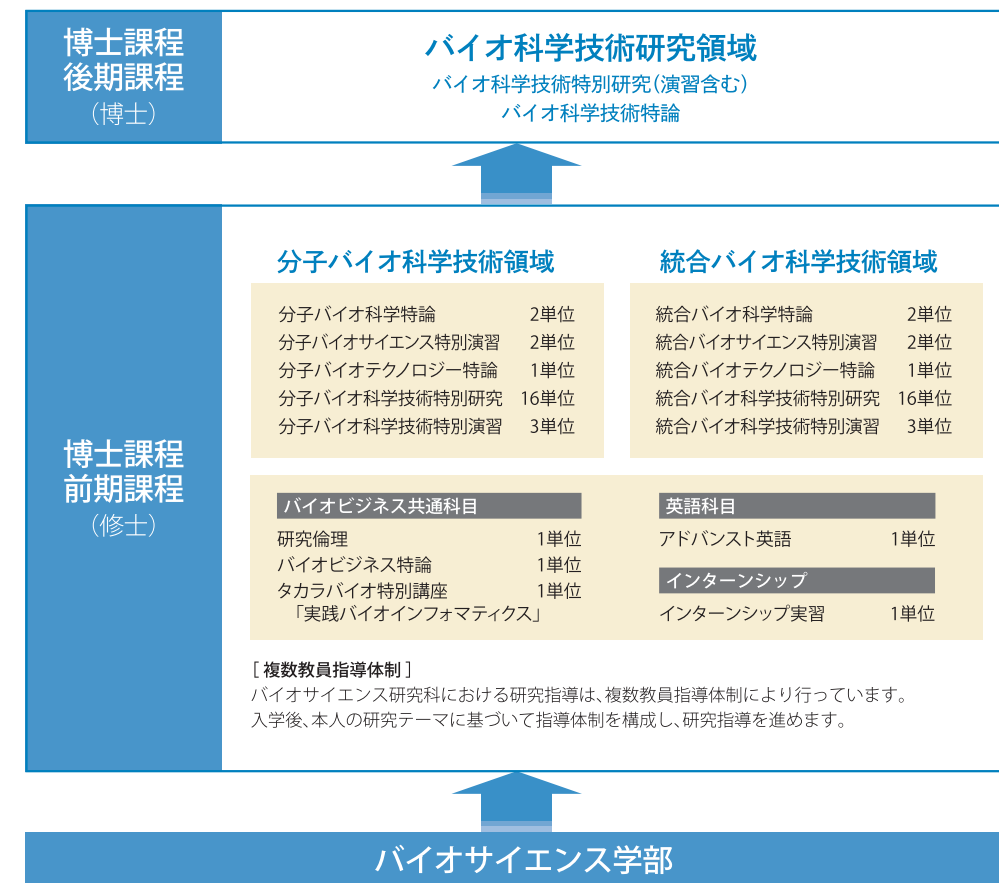 博士課程
後期課程
（博士）
バイオ科学技術研究領域
バイオ科学技術特別研究（演習含む）
バイオ科学技術特論
博士課程
前期課程
（修士）
分子バイオ科学技術領域
分子バイオ科学特論 2単位
分子バイオサイエンス特別演習 2単位
分子バイオテクノロジー特論 1単位
分子バイオ科学技術特別研究 16単位
分子バイオ科学技術特別演習 3単位
統合バイオ科学技術領域
統合バイオ科学特論 2単位
統合バイオサイエンス特別演習 2単位
統合バイオテクノロジー特論 1単位
統合バイオ科学技術特別研究 16単位
統合バイオ科学技術特別演習 3単位
バイオビジネス共通科目
研究倫理 1単位
バイオビジネス特論 1単位
タカラバイオ特別講座 1単位
「実践バイオインフォマティクス」
英語科目
アドバンスト英語 1単位
インターンシップ
インターンシップ実習 1単位
［複数教員指導体制］
バイオサイエンス研究科における研究指導は、複数教員指導体制により行っています。
入学後、本人の研究テーマに基づいて指導体制を構成し、研究指導を進めます。
バイオサイエンス学部